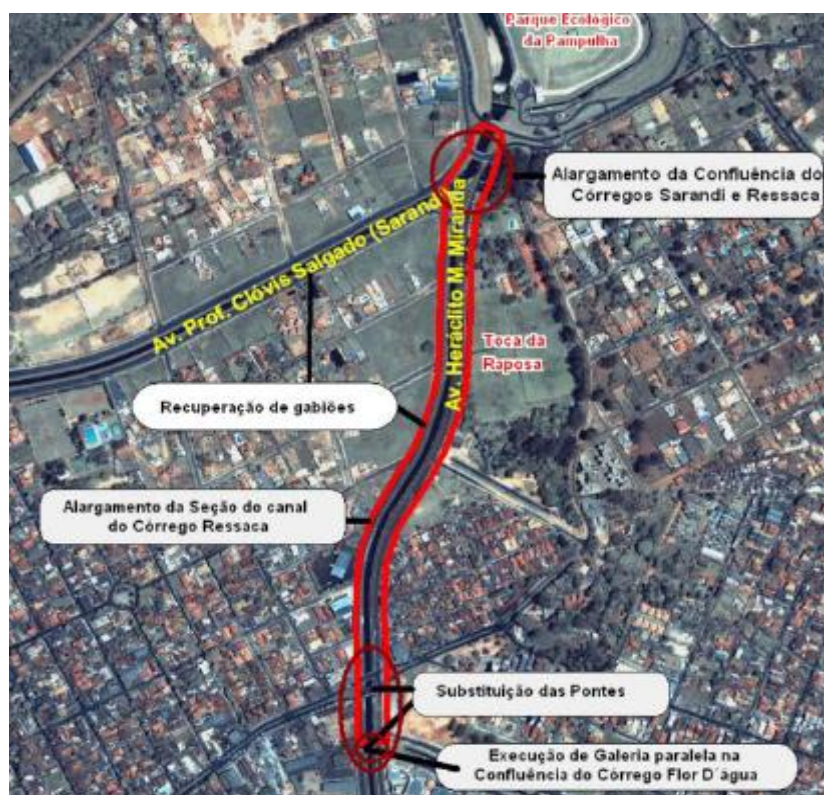 Parque Ecológico
da Pampulha
Alargamento da Confluência do
Córregos Sarandi e Ressaca
Av. Prof. Clóvis Salgado (Sarandi)
Av. Heraclito M. Miranda
Toca da
Raposa
Recuperação de gabiões
Alargamento da Seção do canal
do Córrego Ressaca
Substituição das Pontes
Execução de Galeria paralela na
Confluência do Córrego Flor D´água